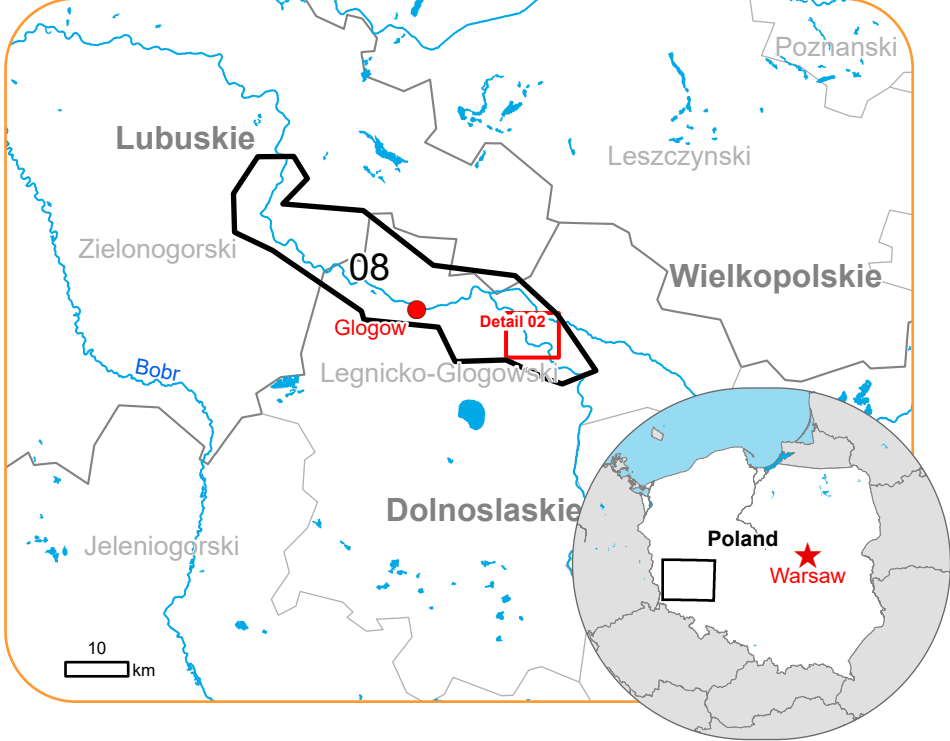 Poznanski
Lubuskie
Leszczynski
Zielonogorski
08
Wielkopolskie
Glogow
Detail 02
Bobr
Legnicko-Glogowski
Dolnoslaskie
Jeleniogorski
Poland
Warsaw
10
km